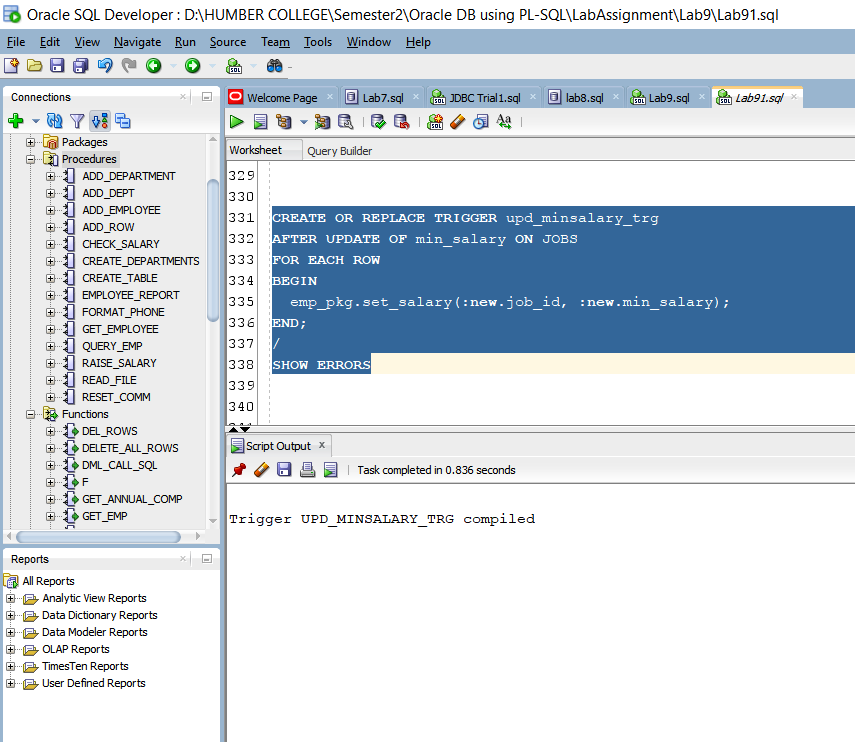 Oracle SQL Developer : D:\HUMBER COLLEGE\Semester2\Oracle DB using PL-SQL\LabAssignment\Lab9\Lab91.sql
File Edit View Navigate Run Source Team Tools Window Help
Connections
Packages
Procedures
ADD_DEPARTMENT
ADD_DEPT
ADD_EMPLOYEE
ADD_ROW
CHECK_SALARY
CREATE_DEPARTMENTS
CREATE_TABLE
EMPLOYEE_REPORT
FORMAT_PHONE
GET_EMPLOYEE
QUERY_EMP
RAISE_SALARY
READ_FILE
RESET_COMM
Functions
DEL_ROWS
DELETE_ALL_ROWS
DML_CALL_SQL
F
GET_ANNUAL_COMP
GET_EMP
Reports
All Reports
Analytic View Reports
Data Dictionary Reports
Data Modeler Reports
OLAP Reports
TimesTen Reports
User Defined Reports
Welcome Page Lab7.sql JDBC Trial1.sql lab8.sql Lab9.sql Lab91.sql
Worksheet Query Builder
329
330
331 CREATE OR REPLACE TRIGGER upd_minsalary_trg
332 AFTER UPDATE OF min_salary ON JOBS
333 FOR EACH ROW
334 BEGIN
335 emp_pkg.set_salary(:new.job_id, :new.min_salary);
336 END;
337 /
338 SHOW ERRORS
339
340
Script Output
Task completed in 0.836 seconds
Trigger UPD_MINSALARY_TRG compiled